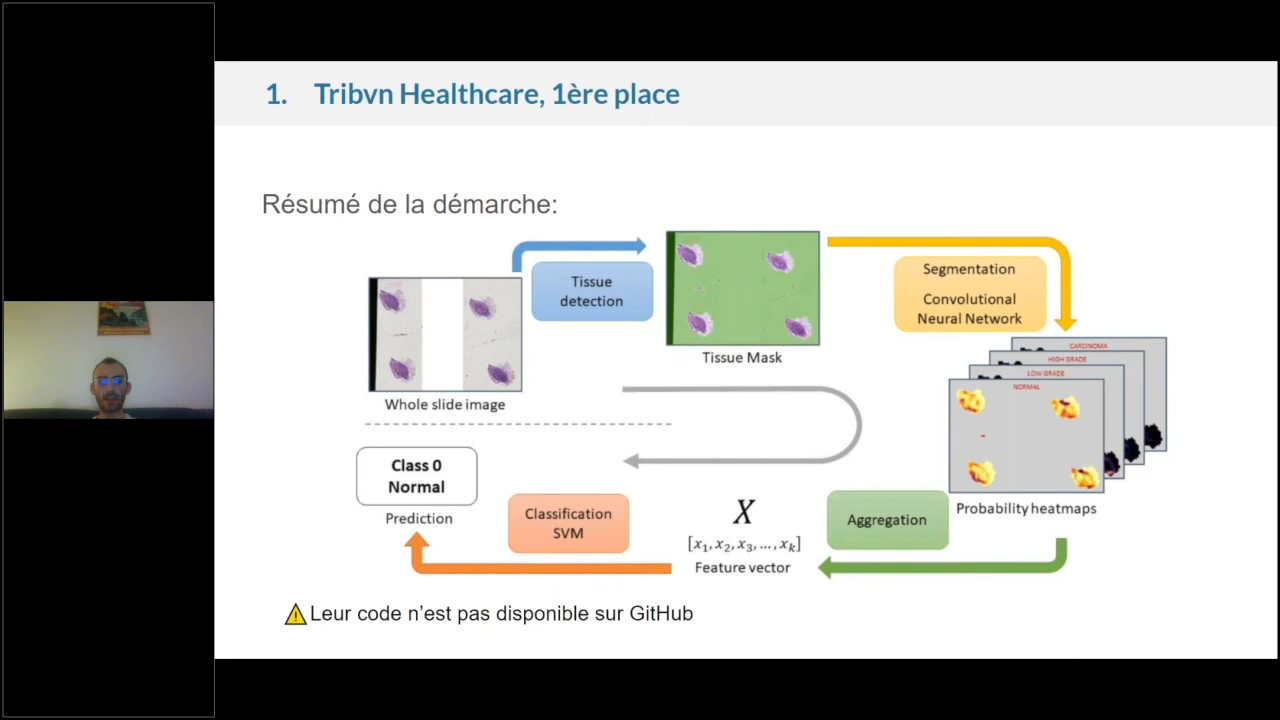 1. Tribvn Healthcare, 1ère place
Résumé de la démarche:
Tissue
detection
Segmentation
Convolutional
Neural Network
Tissue Mask
Whole slide image
CARCINOMA
HIGH GRADE
LOW GRADE
NORMAL
Class 0
Normal
Prediction
Classification
SVM
X
[x₁, x₂, x₃, ..., xₖ]
Feature vector
Aggregation
Probability heatmaps
Leur code n’est pas disponible sur GitHub